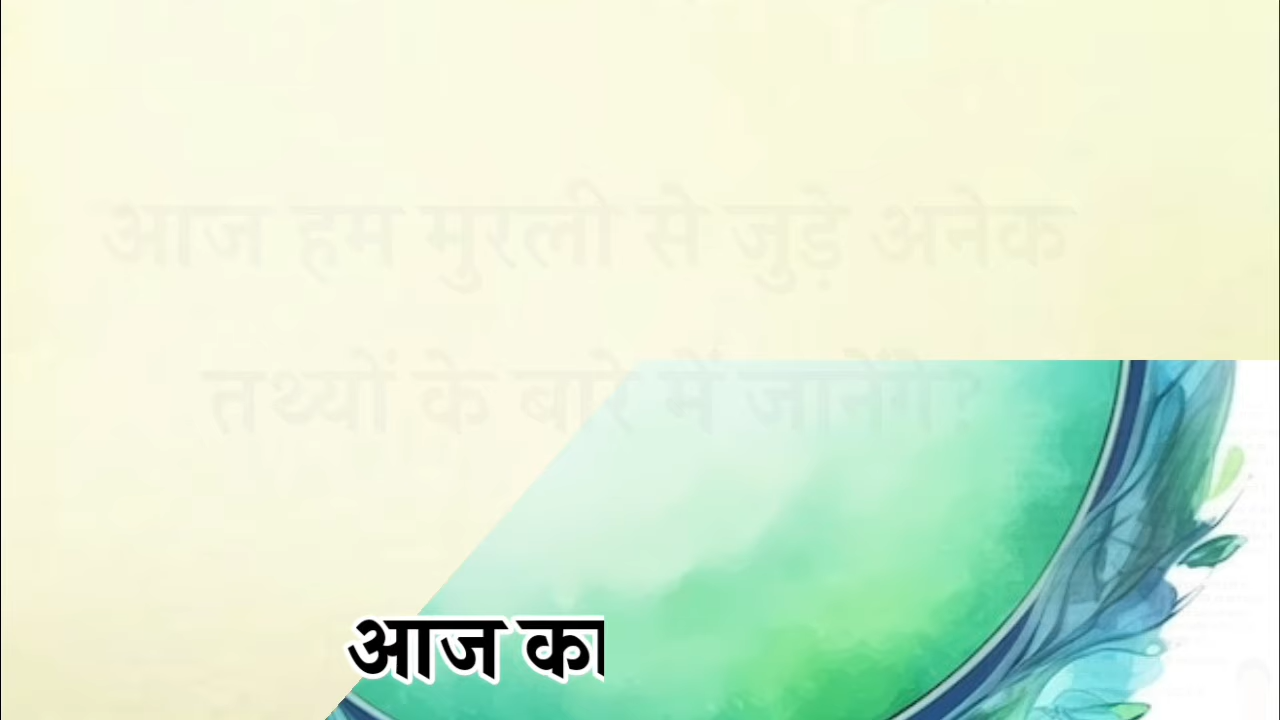 आज हम मुरली से जुड़े अनेक
तथ्यों के बारे में जानेंगे?
आज का